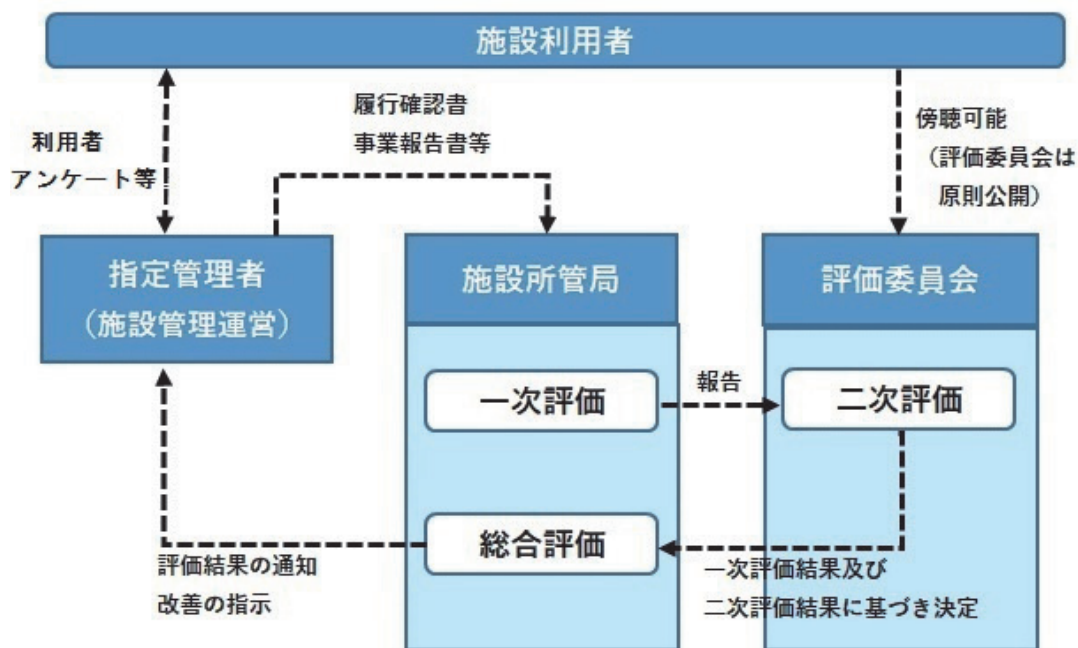 施設利用者
利用者
アンケート等
履行確認書
事業報告書等
傍聴可能
（評価委員会は
原則公開）
指定管理者
（施設管理運営）
施設所管局
評価委員会
一次評価
報告
二次評価
総合評価
評価結果の通知
改善の指示
一次評価結果及び
二次評価結果に基づき決定